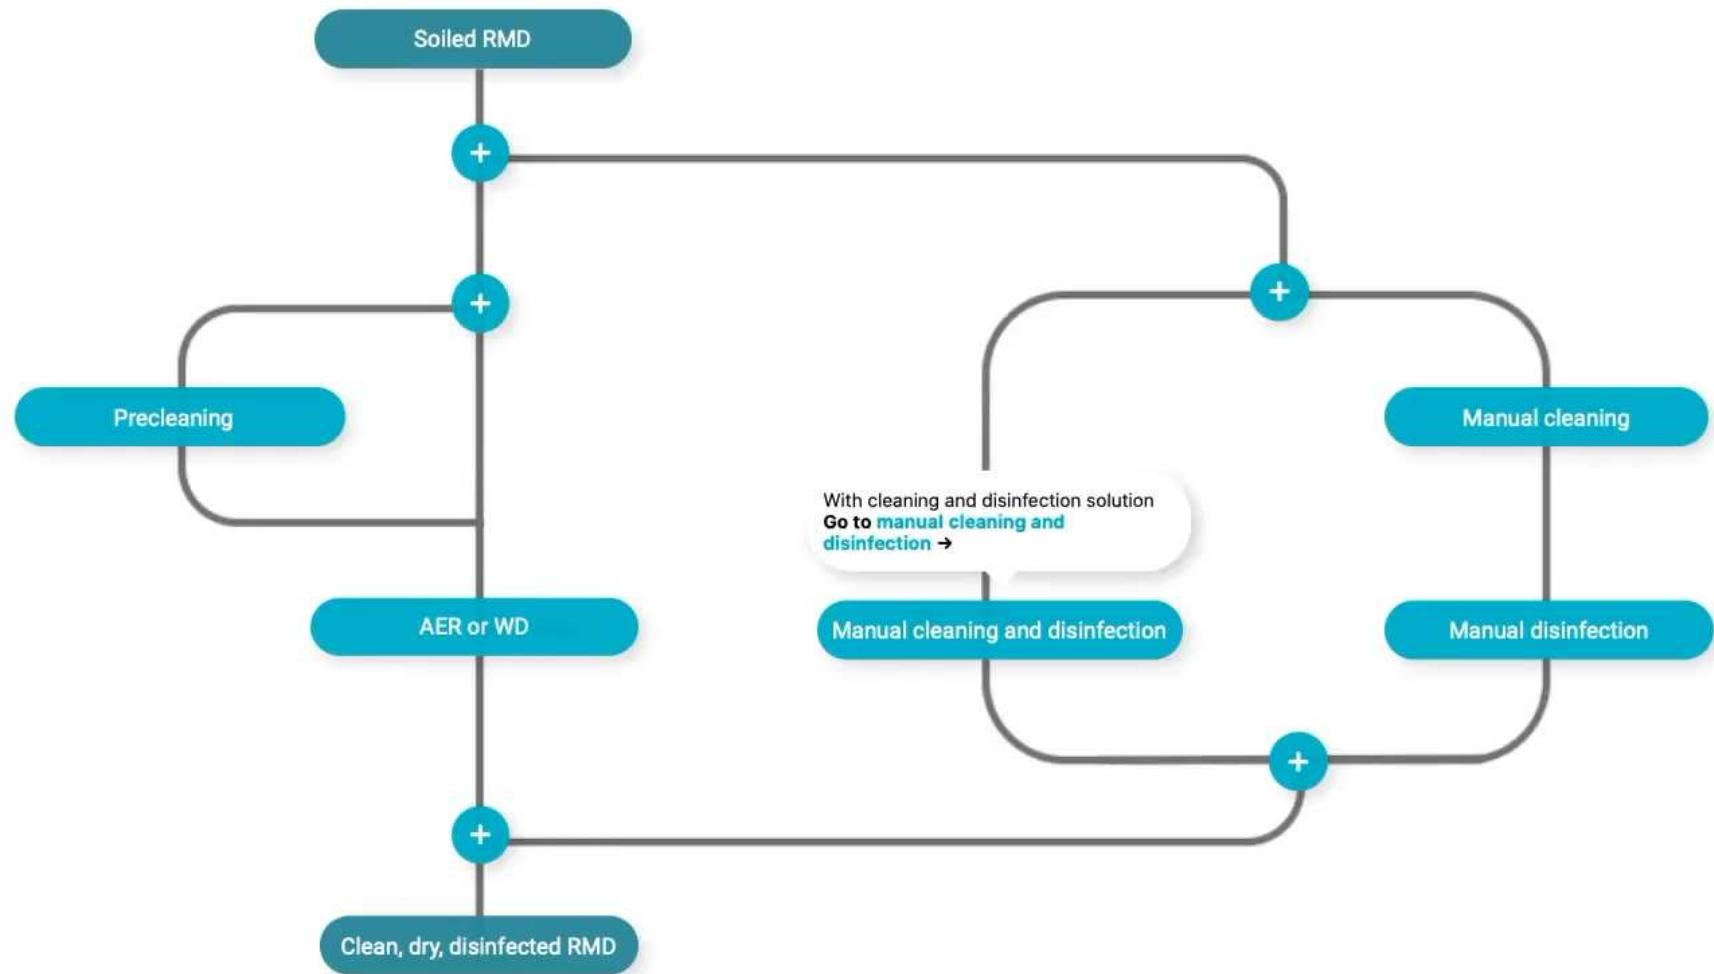 Soiled RMD
+
+
+
Precleaning
Manual cleaning
With cleaning and disinfection solution
Go to manual cleaning and
disinfection →
AER or WD
Manual cleaning and disinfection
Manual disinfection
+
+
Clean, dry, disinfected RMD